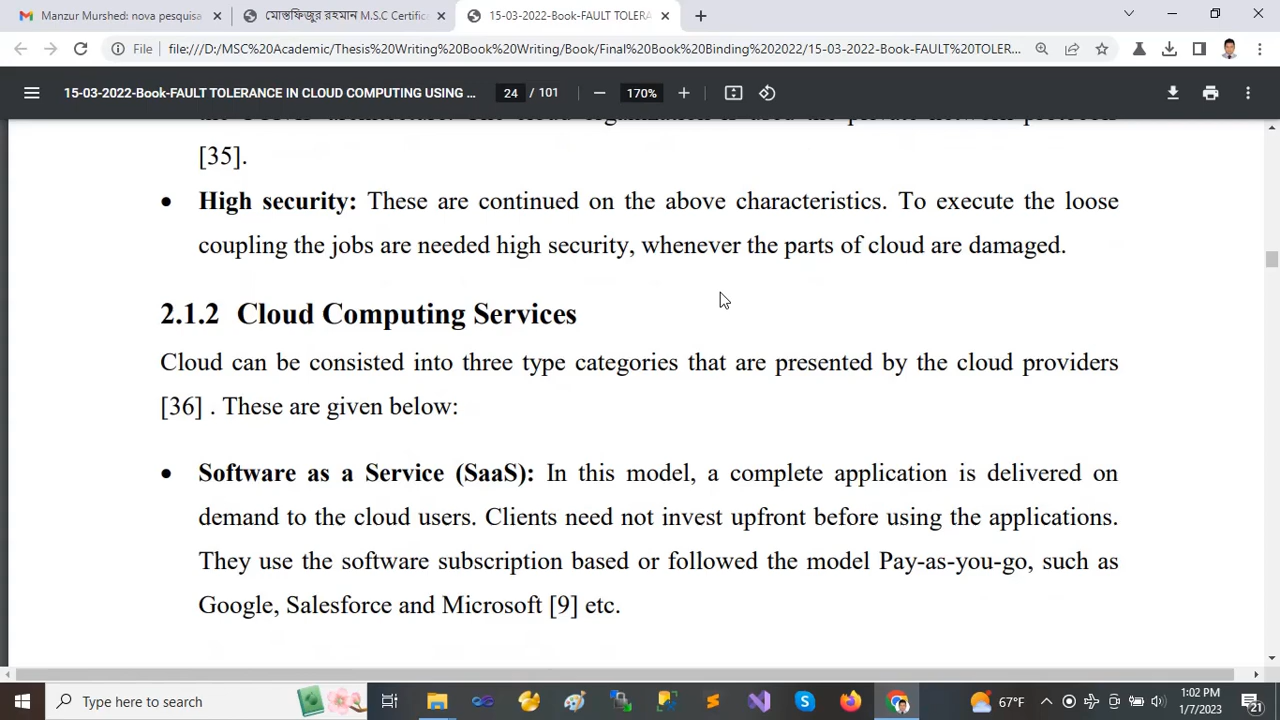 Manzur Murshed: nova pesquisa
মোস্তফিজুর রহমান M.S.C Certific
15-03-2022-Book-FAULT TOLERA
File
file:///D:/MSC%20Academic/Thesis%20Writing%20Book%20Writing/Book/Final%20Book%20Binding%202022/15-03-2022-Book-FAULT%20TOLER...
15-03-2022-Book-FAULT TOLERANCE IN CLOUD COMPUTING USING ...
24 / 101
170%
[35].
• High security: These are continued on the above characteristics. To execute the loose
coupling the jobs are needed high security, whenever the parts of cloud are damaged.
2.1.2 Cloud Computing Services
Cloud can be consisted into three type categories that are presented by the cloud providers
[36] . These are given below:
• Software as a Service (SaaS): In this model, a complete application is delivered on
demand to the cloud users. Clients need not invest upfront before using the applications.
They use the software subscription based or followed the model Pay-as-you-go, such as
Google, Salesforce and Microsoft [9] etc.
Type here to search
67°F
1:02 PM
1/7/2023
21